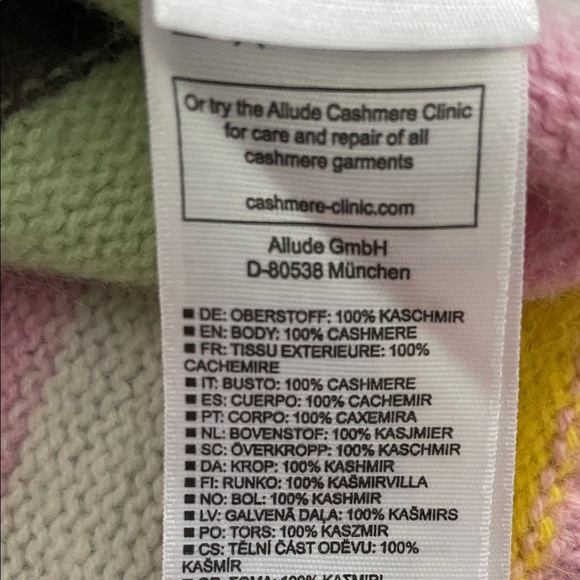 Or try the Allude Cashmere Clinic
for care and repair of all
cashmere garments
cashmere-clinic.com
Allude GmbH
D-80538 München
■ DE: OBERSTOFF: 100% KASCHMIR
■ EN: BODY: 100% CASHMERE
■ FR: TISSU EXTERIEURE: 100%
CACHEMIRE
■ IT: BUSTO: 100% CASHMERE
■ ES: CUERPO: 100% CACHEMIR
■ PT: CORPO: 100% CAXEMIRA
■ NL: BOVENSTOF: 100% KASJMIER
■ SC: ÖVERKROPP: 100% KASCHMIR
■ DA: KROP: 100% KASHMIR
■ FI: RUNKO: 100% KAŠMIRVILLA
■ NO: BOL: 100% KASHMIR
■ LV: GALVENĀ DAĻA: 100% KAŠMIRS
■ PO: TORS: 100% KASZMIR
■ CS: TĚLNÍ ČÁST ODĚVU: 100%
KAŠMÍR